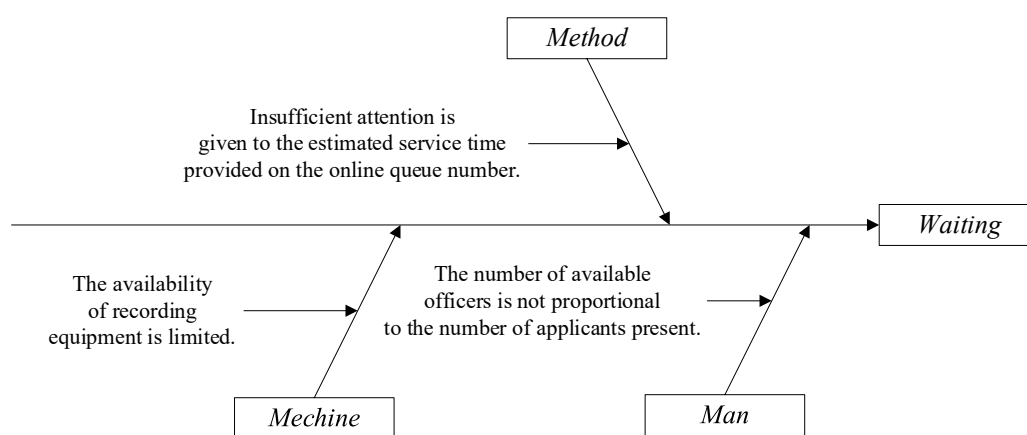 Method
Insufficient attention is
given to the estimated service time
provided on the online queue number.
Waiting
The availability
of recording
equipment is limited.
The number of available
officers is not proportional
to the number of applicants present.
Mechine
Man